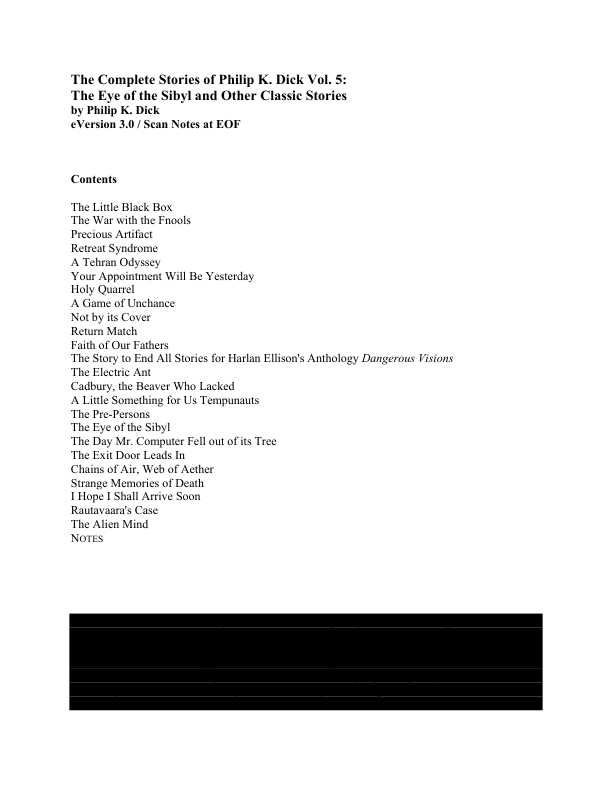 The Complete Stories of Philip K. Dick Vol. 5:
The Eye of the Sibyl and Other Classic Stories
by Philip K. Dick
eVersion 3.0 / Scan Notes at EOF
Contents
The Little Black Box
The War with the Fnools
Precious Artifact
Retreat Syndrome
A Tehran Odyssey
Your Appointment Will Be Yesterday
Holy Quarrel
A Game of Unchance
Not by its Cover
Return Match
Faith of Our Fathers
The Story to End All Stories for Harlan Ellison's Anthology Dangerous Visions
The Electric Ant
Cadbury, the Beaver Who Lacked
A Little Something for Us Tempunauts
The Pre-Persons
The Eye of the Sibyl
The Day Mr. Computer Fell out of its Tree
The Exit Door Leads In
Chains of Air, Web of Aether
Strange Memories of Death
I Hope I Shall Arrive Soon
Rautavaara's Case
The Alien Mind
NOTES